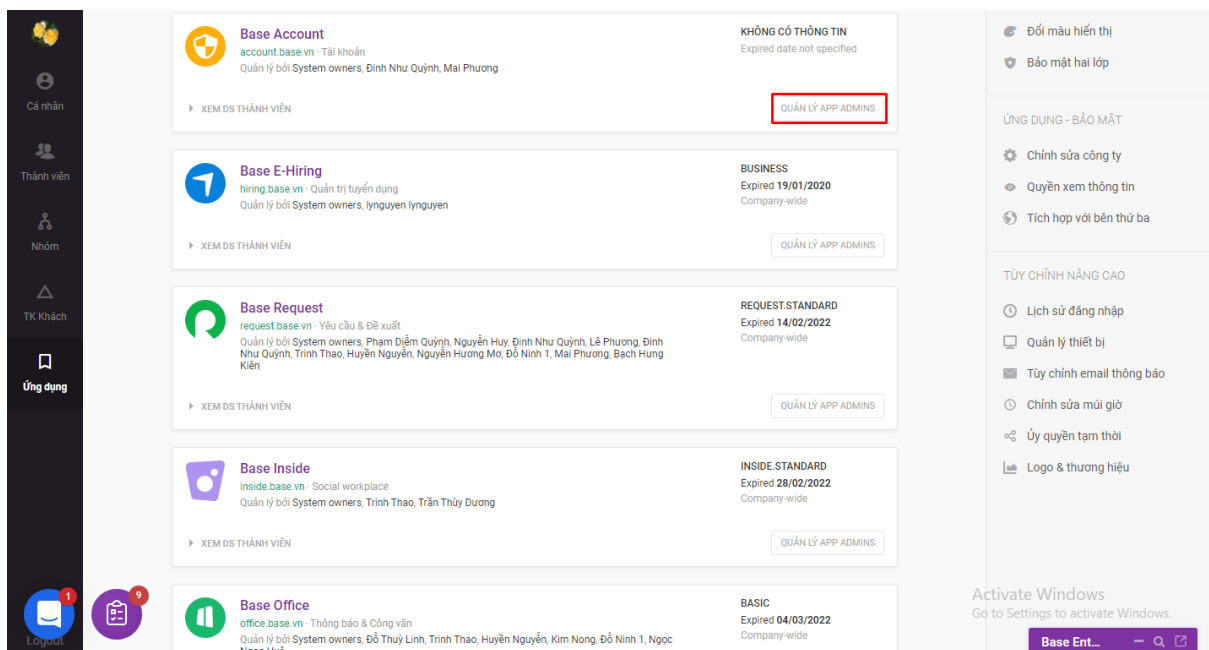 Cá nhân
Thành viên
Nhóm
TK Khách
Ứng dụng
1
Logout
9
Base Account
account.base.vn · Tài khoản
Quản lý bởi System owners, Đinh Như Quỳnh, Mai Phương
XEM DS THÀNH VIÊN
KHÔNG CÓ THÔNG TIN
Expired date not specified
QUẢN LÝ APP ADMINS
Base E-Hiring
hiring.base.vn · Quản trị tuyển dụng
Quản lý bởi System owners, lynguyen lynguyen
XEM DS THÀNH VIÊN
BUSINESS
Expired 19/01/2020
Company-wide
QUẢN LÝ APP ADMINS
Base Request
request.base.vn · Yêu cầu & Đề xuất
Quản lý bởi System owners, Phạm Diễm Quỳnh, Nguyễn Huy, Đinh Như Quỳnh, Lê Phương, Đinh
Như Quỳnh, Trinh Thao, Huyền Nguyễn, Nguyễn Hương Mơ, Đỗ Ninh 1, Mai Phương, Bạch Hưng
Kiên
XEM DS THÀNH VIÊN
REQUEST.STANDARD
Expired 14/02/2022
Company-wide
QUẢN LÝ APP ADMINS
Base Inside
inside.base.vn · Social workplace
Quản lý bởi System owners, Trinh Thao, Trần Thùy Dương
XEM DS THÀNH VIÊN
INSIDE.STANDARD
Expired 28/02/2022
Company-wide
QUẢN LÝ APP ADMINS
Base Office
office.base.vn · Thông báo & Công văn
Quản lý bởi System owners, Đỗ Thuỳ Linh, Trinh Thao, Huyền Nguyễn, Kim Nong, Đỗ Ninh 1, Ngọc
BASIC
Expired 04/03/2022
Company-wide
Đổi màu hiển thị
Bảo mật hai lớp
ỨNG DỤNG - BẢO MẬT
Chỉnh sửa công ty
Quyền xem thông tin
Tích hợp với bên thứ ba
TÙY CHỈNH NÂNG CAO
Lịch sử đăng nhập
Quản lý thiết bị
Tùy chỉnh email thông báo
Chỉnh sửa múi giờ
Ủy quyền tạm thời
Logo & thương hiệu
Activate Windows
Go to Settings to activate Windows.
Base Ent...